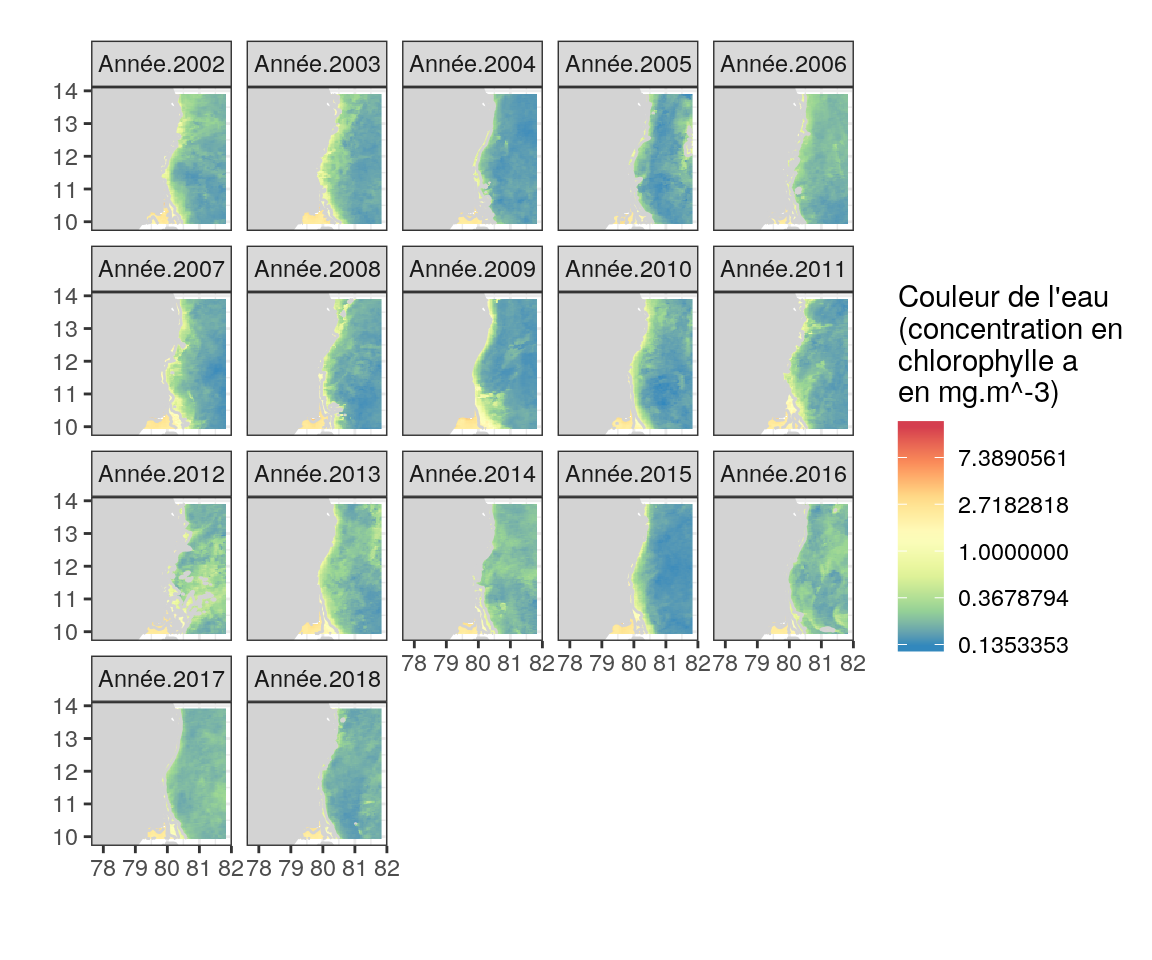 Année.2002 Année.2003 Année.2004 Année.2005 Année.2006
14
13
12
11
10
Année.2007 Année.2008 Année.2009 Année.2010 Année.2011
14
13
12
11
10
Couleur de l'eau
(concentration en
chlorophylle a
en mg.m^-3)
7.3890561
2.7182818
1.0000000
0.3678794
0.1353353
Année.2012 Année.2013 Année.2014 Année.2015 Année.2016
14
13
12
11
10
78 79 80 81 82 78 79 80 81 82 78 79 80 81 82
Année.2017 Année.2018
14
13
12
11
10
78 79 80 81 82 78 79 80 81 82